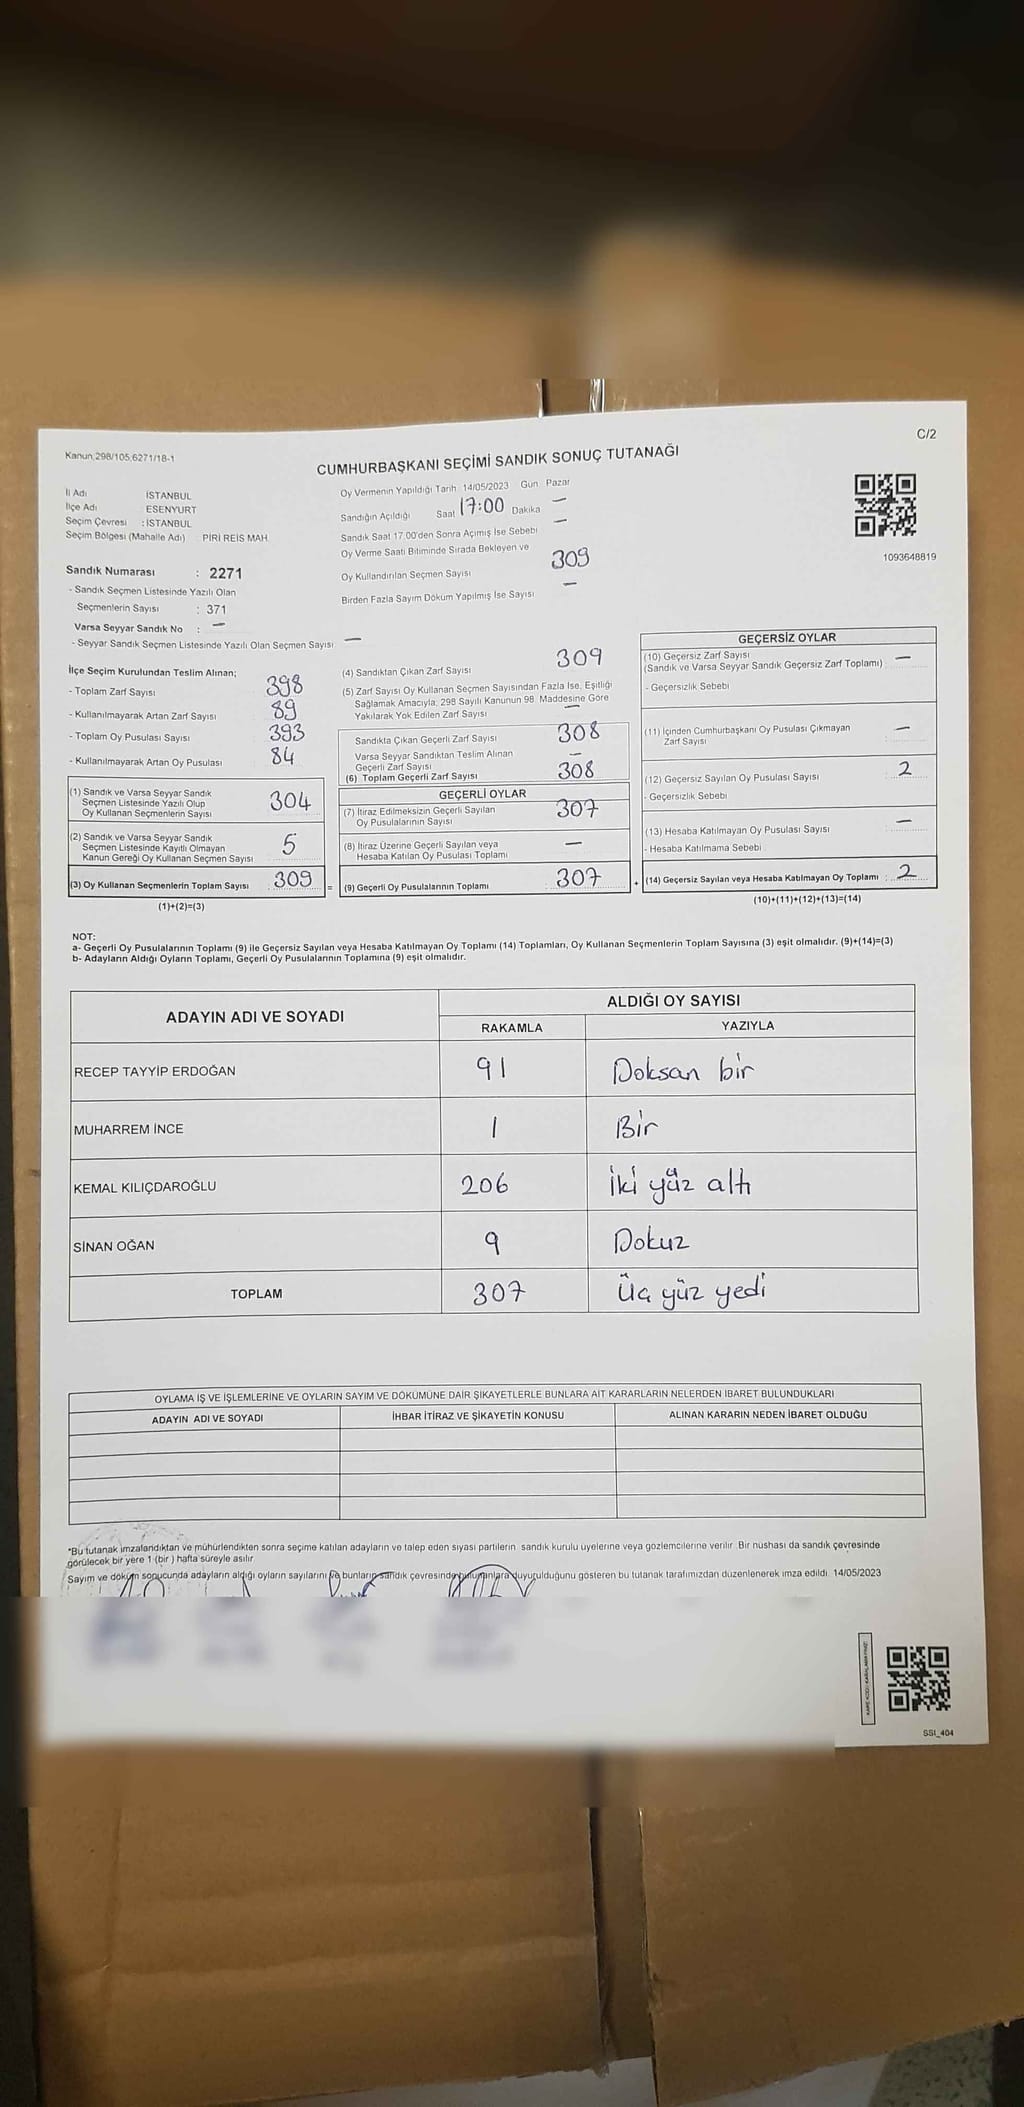 C/2
Kanun 298/105,6271/18-1
CUMHURBAŞKANI SEÇİMİ SANDIK SONUÇ TUTANAĞI
İl Adı İSTANBUL
İlçe Adı ESENYURT
Seçim Çevresi : İSTANBUL
Seçim Bölgesi (Mahalle Adı) PİRİ REİS MAH.
Sandık Numarası : 2271
- Sandık Seçmen Listesinde Yazılı Olan
Seçmenlerin Sayısı : 371
Varsa Seyyar Sandık No : —
- Seyyar Sandık Seçmen Listesinde Yazılı Olan Seçmen Sayısı —
Oy Vermenin Yapıldığı Tarih 14/05/2023 Gün Pazar
Sandığın Açıldığı Saat 17:00 Dakika —
Sandık Saat 17.00'den Sonra Açımış İse Sebebi —
Oy Verme Saati Bitiminde Sırada Bekleyen ve
Oy Kullandırılan Seçmen Sayısı 309
Birden Fazla Sayım Döküm Yapılmış İse Sayısı —
1093648819
İlçe Seçim Kurulundan Teslim Alınan;
- Toplam Zarf Sayısı 398
- Kullanılmayarak Artan Zarf Sayısı 89
- Toplam Oy Pusulası Sayısı 393
- Kullanılmayarak Artan Oy Pusulası 84
(1) Sandık ve Varsa Seyyar Sandık
Seçmen Listesinde Yazılı Olup
Oy Kullanan Seçmenlerin Sayısı 304
(2) Sandık ve Varsa Seyyar Sandık
Seçmen Listesinde Kayıtlı Olmayan
Kanun Gereği Oy Kullanan Seçmen Sayısı 5
(3) Oy Kullanan Seçmenlerin Toplam Sayısı : 309 =
(1)+(2)=(3)
(4) Sandıktan Çıkan Zarf Sayısı 309
(5) Zarf Sayısı Oy Kullanan Seçmen Sayısından Fazla İse, Eşitliği
Sağlamak Amacıyla; 298 Sayılı Kanunun 98. Maddesine Göre
Yakılarak Yok Edilen Zarf Sayısı —
Sandıkta Çıkan Geçerli Zarf Sayısı 308
Varsa Seyyar Sandıktan Teslim Alınan
Geçerli Zarf Sayısı —
(6) Toplam Geçerli Zarf Sayısı 308
GEÇERLİ OYLAR
(7) İtiraz Edilmeksizin Geçerli Sayılan
Oy Pusulalarının Sayısı 307
(8) İtiraz Üzerine Geçerli Sayılan veya
Hesaba Katılan Oy Pusulası Toplamı —
(9) Geçerli Oy Pusulalarının Toplamı : 307 +
GEÇERSİZ OYLAR
(10) Geçersiz Zarf Sayısı —
(Sandık ve Varsa Seyyar Sandık Geçersiz Zarf Toplamı)
- Geçersizlik Sebebi
(11) İçinden Cumhurbaşkanı Oy Pusulası Çıkmayan
Zarf Sayısı —
(12) Geçersiz Sayılan Oy Pusulası Sayısı 2
- Geçersizlik Sebebi
(13) Hesaba Katılmayan Oy Pusulası Sayısı —
- Hesaba Katılmama Sebebi
(14) Geçersiz Sayılan veya Hesaba Katılmayan Oy Toplamı : 2
(10)+(11)+(12)+(13)=(14)
NOT:
a- Geçerli Oy Pusulalarının Toplamı (9) ile Geçersiz Sayılan veya Hesaba Katılmayan Oy Toplamı (14) Toplamları, Oy Kullanan Seçmenlerin Toplam Sayısına (3) eşit olmalıdır. (9)+(14)=(3)
b- Adayların Aldığı Oyların Toplamı, Geçerli Oy Pusulalarının Toplamına (9) eşit olmalıdır.
ADAYIN ADI VE SOYADI ALDIĞI OY SAYISI
RAKAMLA YAZIYLA
RECEP TAYYİP ERDOĞAN 91 Doksan bir
MUHARREM İNCE 1 Bir
KEMAL KILIÇDAROĞLU 206 İki yüz altı
SİNAN OĞAN 9 Dokuz
TOPLAM 307 Üç yüz yedi
OYLAMA İŞ VE İŞLEMLERİNE VE OYLARIN SAYIM VE DÖKÜMÜNE DAİR ŞİKAYETLERLE BUNLARA AİT KARARLARIN NELERDEN İBARET BULUNDUKLARI
ADAYIN ADI VE SOYADI İHBAR İTİRAZ VE ŞİKAYETİN KONUSU ALINAN KARARIN NEDEN İBARET OLDUĞU
*Bu tutanak imzalandıktan ve mühürlendikten sonra seçime katılan adayların ve talep eden siyasi partilerin sandık kurulu üyelerine veya gözlemcilerine verilir. Bir nüshası da sandık çevresinde
görülecek bir yere 1 (bir) hafta süreyle asılır
Sayım ve döküm sonucunda adayların aldığı oyların sayılarını ve bunların sandık çevresinde bulunanlara duyurulduğunu gösteren bu tutanak tarafımızdan düzenlenerek imza edildi. 14/05/2023
SSI_404